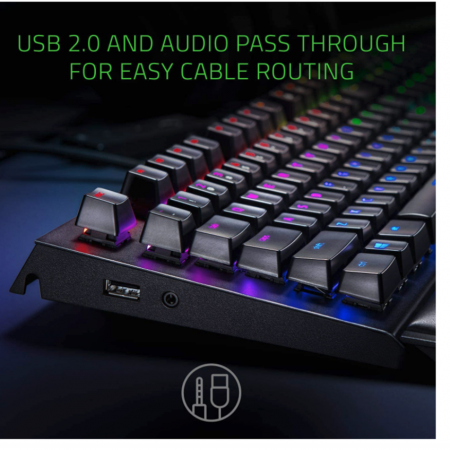 USB 2.0 AND AUDIO PASS THROUGH
FOR EASY CABLE ROUTING